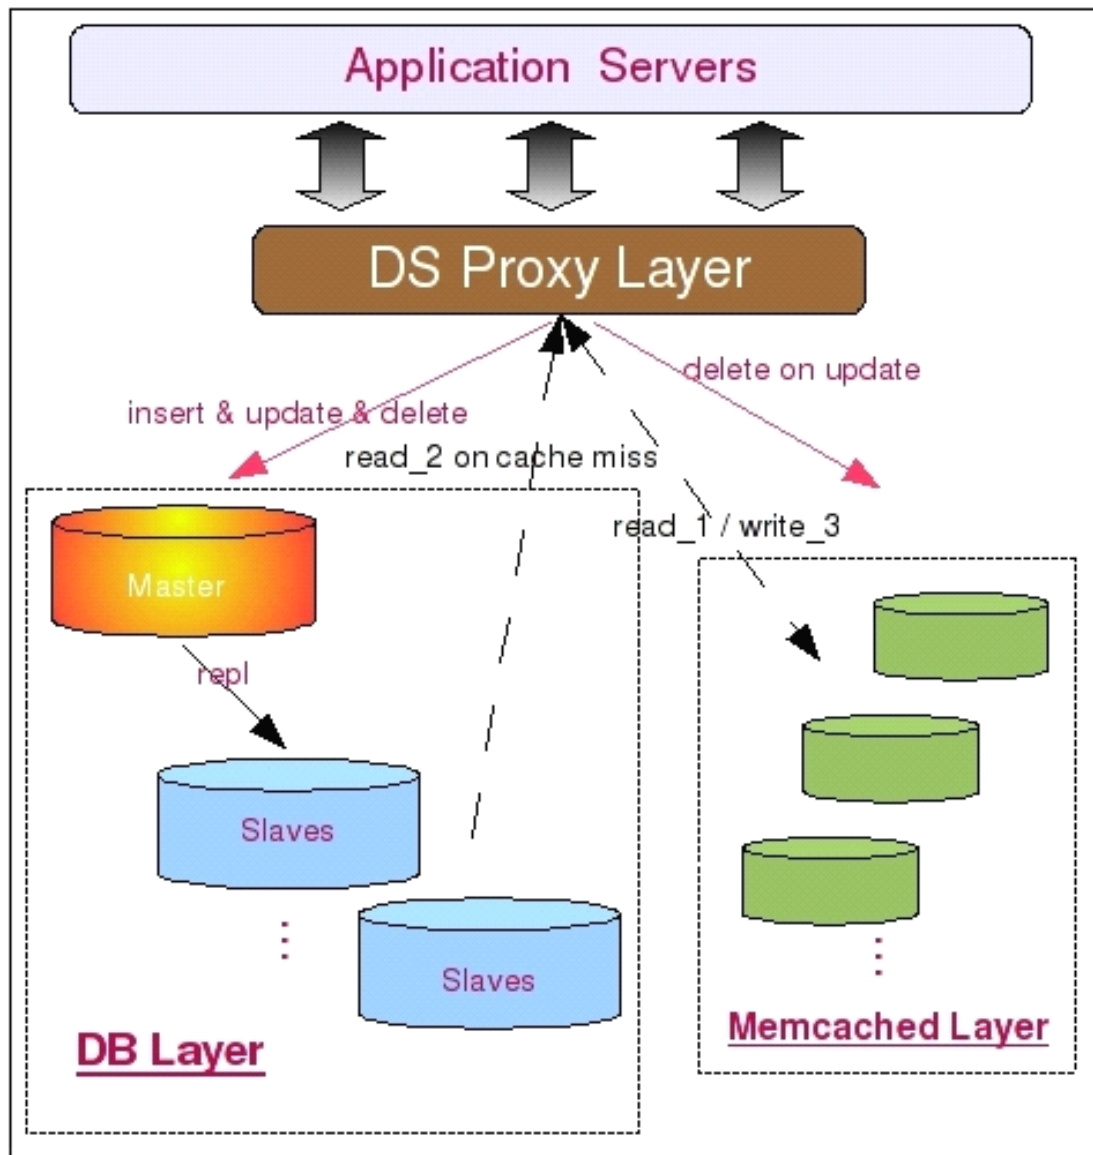 Application Servers
DS Proxy Layer
delete on update
insert & update & delete
read_2 on cache miss
read_1 / write_3
Master
repl
Slaves
Slaves
DB Layer
Memcached Layer